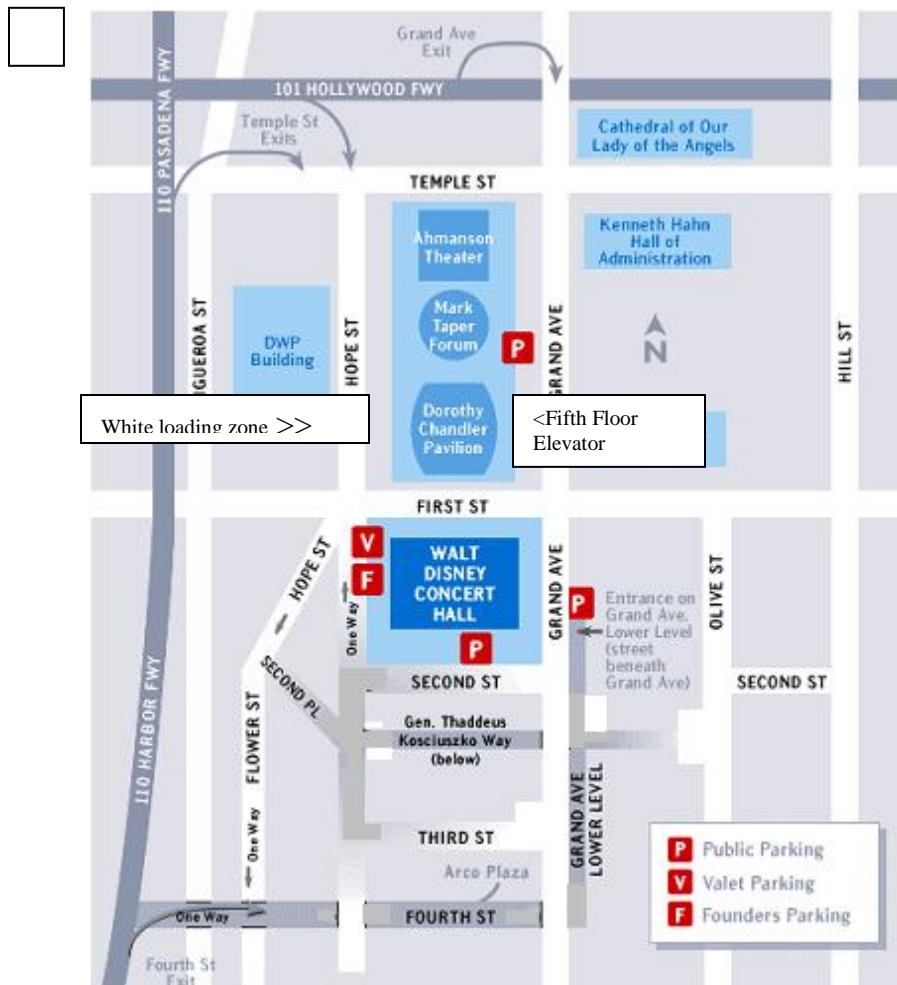 Grand Ave
Exit
101 HOLLYWOOD FWY
110 PASADENA FWY
Temple St
Exits
Cathedral of Our
Lady of the Angels
TEMPLE ST
Ahmanson
Theater
Kenneth Hahn
Hall of
Administration
Mark
Taper
Forum
P
N
DWP
Building
IGUEROA ST
HOPE ST
GRAND AVE
HILL ST
White loading zone >>
Dorothy
Chandler
Pavilion
<Fifth Floor
Elevator
FIRST ST
HOPE ST
V
F
One Way
WALT
DISNEY
CONCERT
HALL
P
GRAND AVE
P
Entrance on
Grand Ave.
Lower Level
(street
beneath
Grand Ave)
OLIVE ST
SECOND PL
SECOND ST
SECOND ST
Gen. Thaddeus
Kosciuszko Way
(below)
FLOWER ST
110 HARBOR FWY
One Way
THIRD ST
GRAND AVE
LOWER LEVEL
Arco Plaza
One Way
FOURTH ST
Fourth St
Exit
P Public Parking
V Valet Parking
F Founders Parking